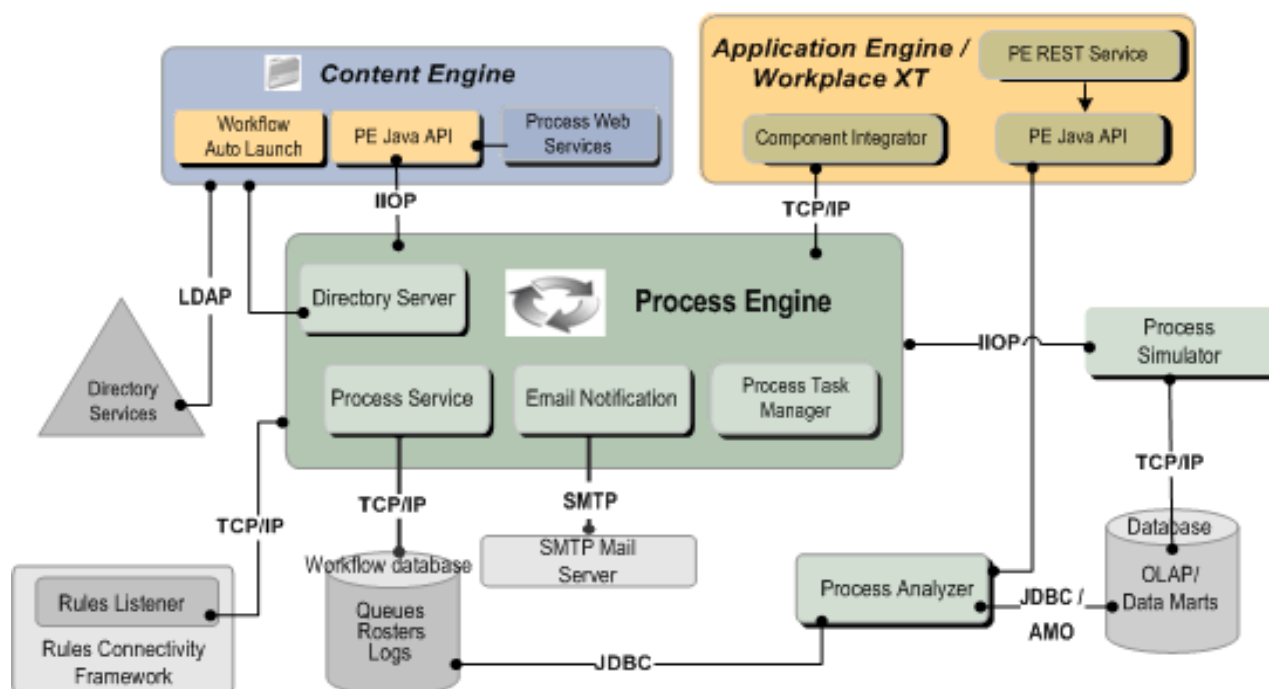 Content Engine
Workflow
Auto Launch
PE Java API
Process Web
Services
Application Engine /
Workplace XT
PE REST Service
Component Integrator
PE Java API
IIOP
TCP/IP
LDAP
Directory Server
Process Engine
Process Service
Email Notification
Process Task
Manager
IIOP
Process
Simulator
Directory
Services
TCP/IP
TCP/IP
SMTP
TCP/IP
Workflow database
Queues
Rosters
Logs
SMTP Mail
Server
Rules Listener
Rules Connectivity
Framework
JDBC
Process Analyzer
JDBC /
AMO
Database
OLAP/
Data Marts